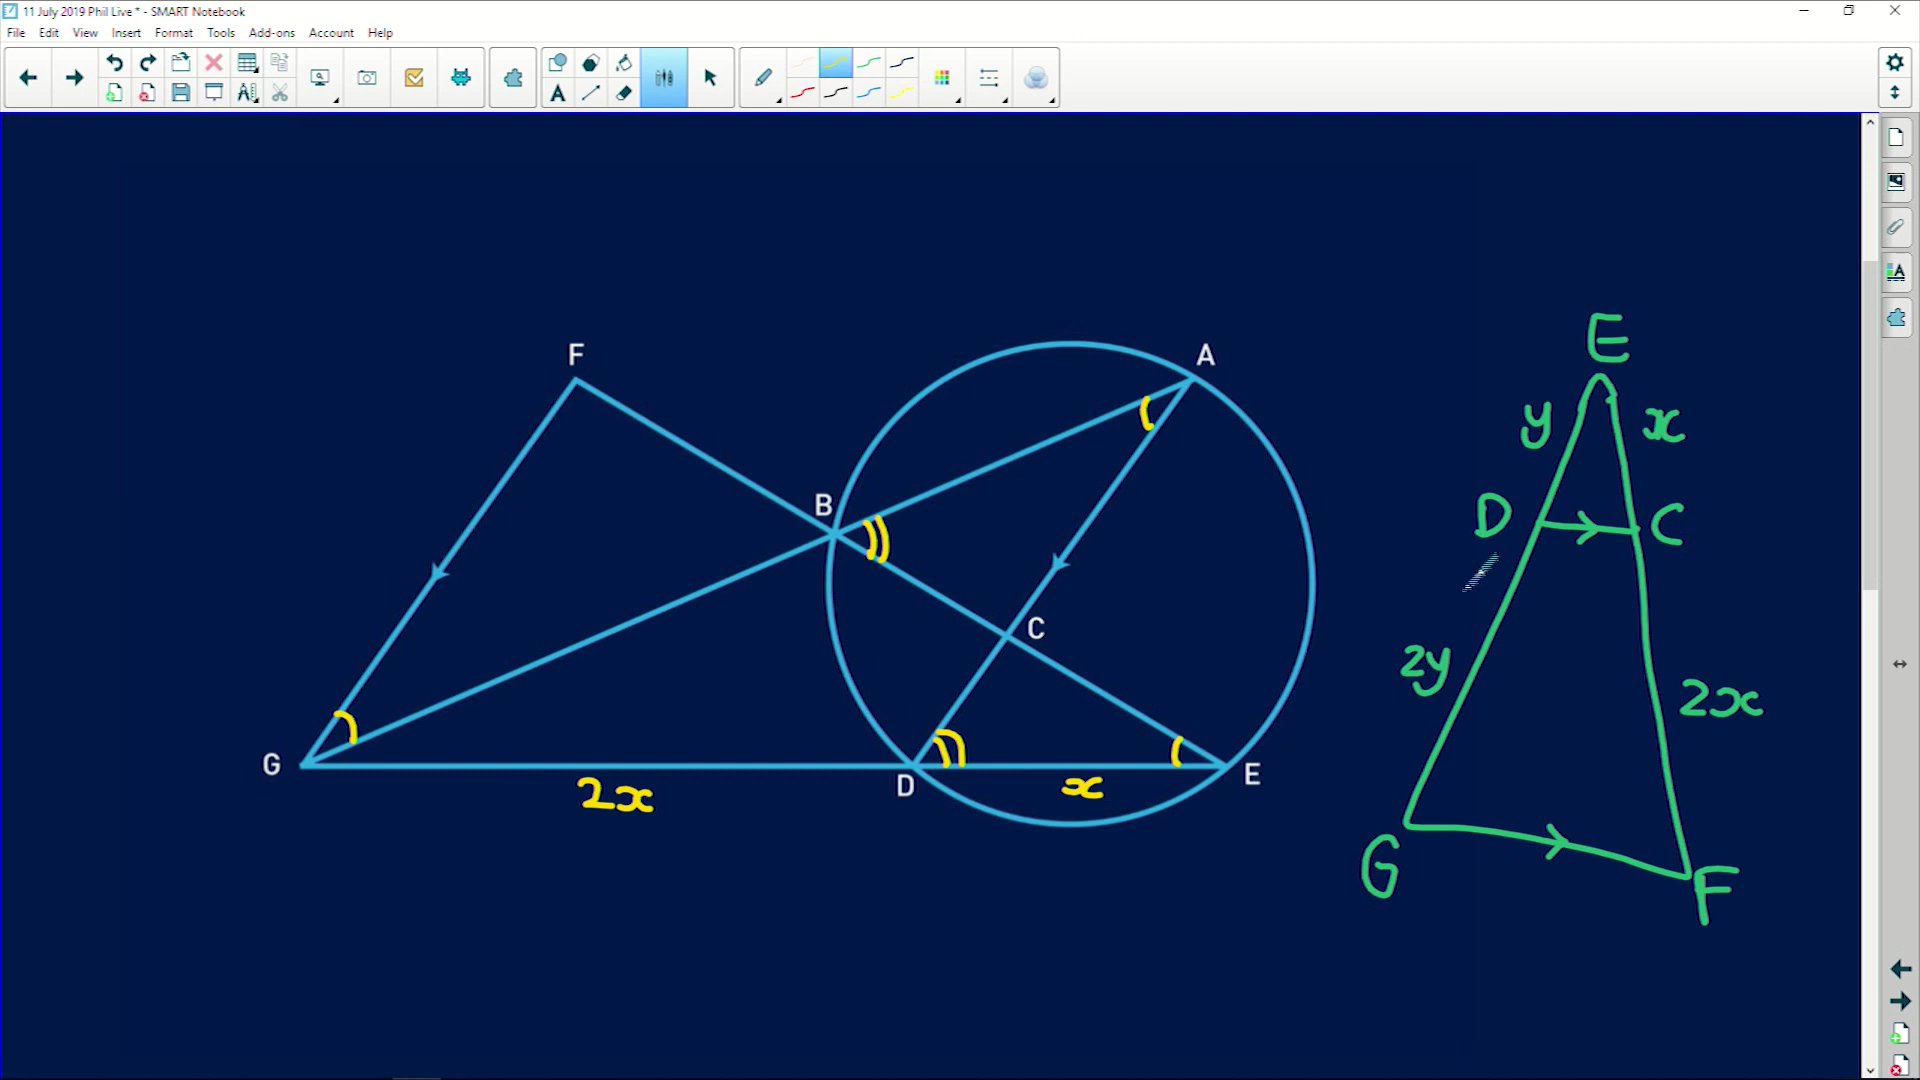 11 July 2019 Phil Live * - SMART Notebook
File Edit View Insert Format Tools Add-ons Account Help
F
A
B
C
G
D
E
2x
x
E
y
x
D
C
2y
2x
G
F